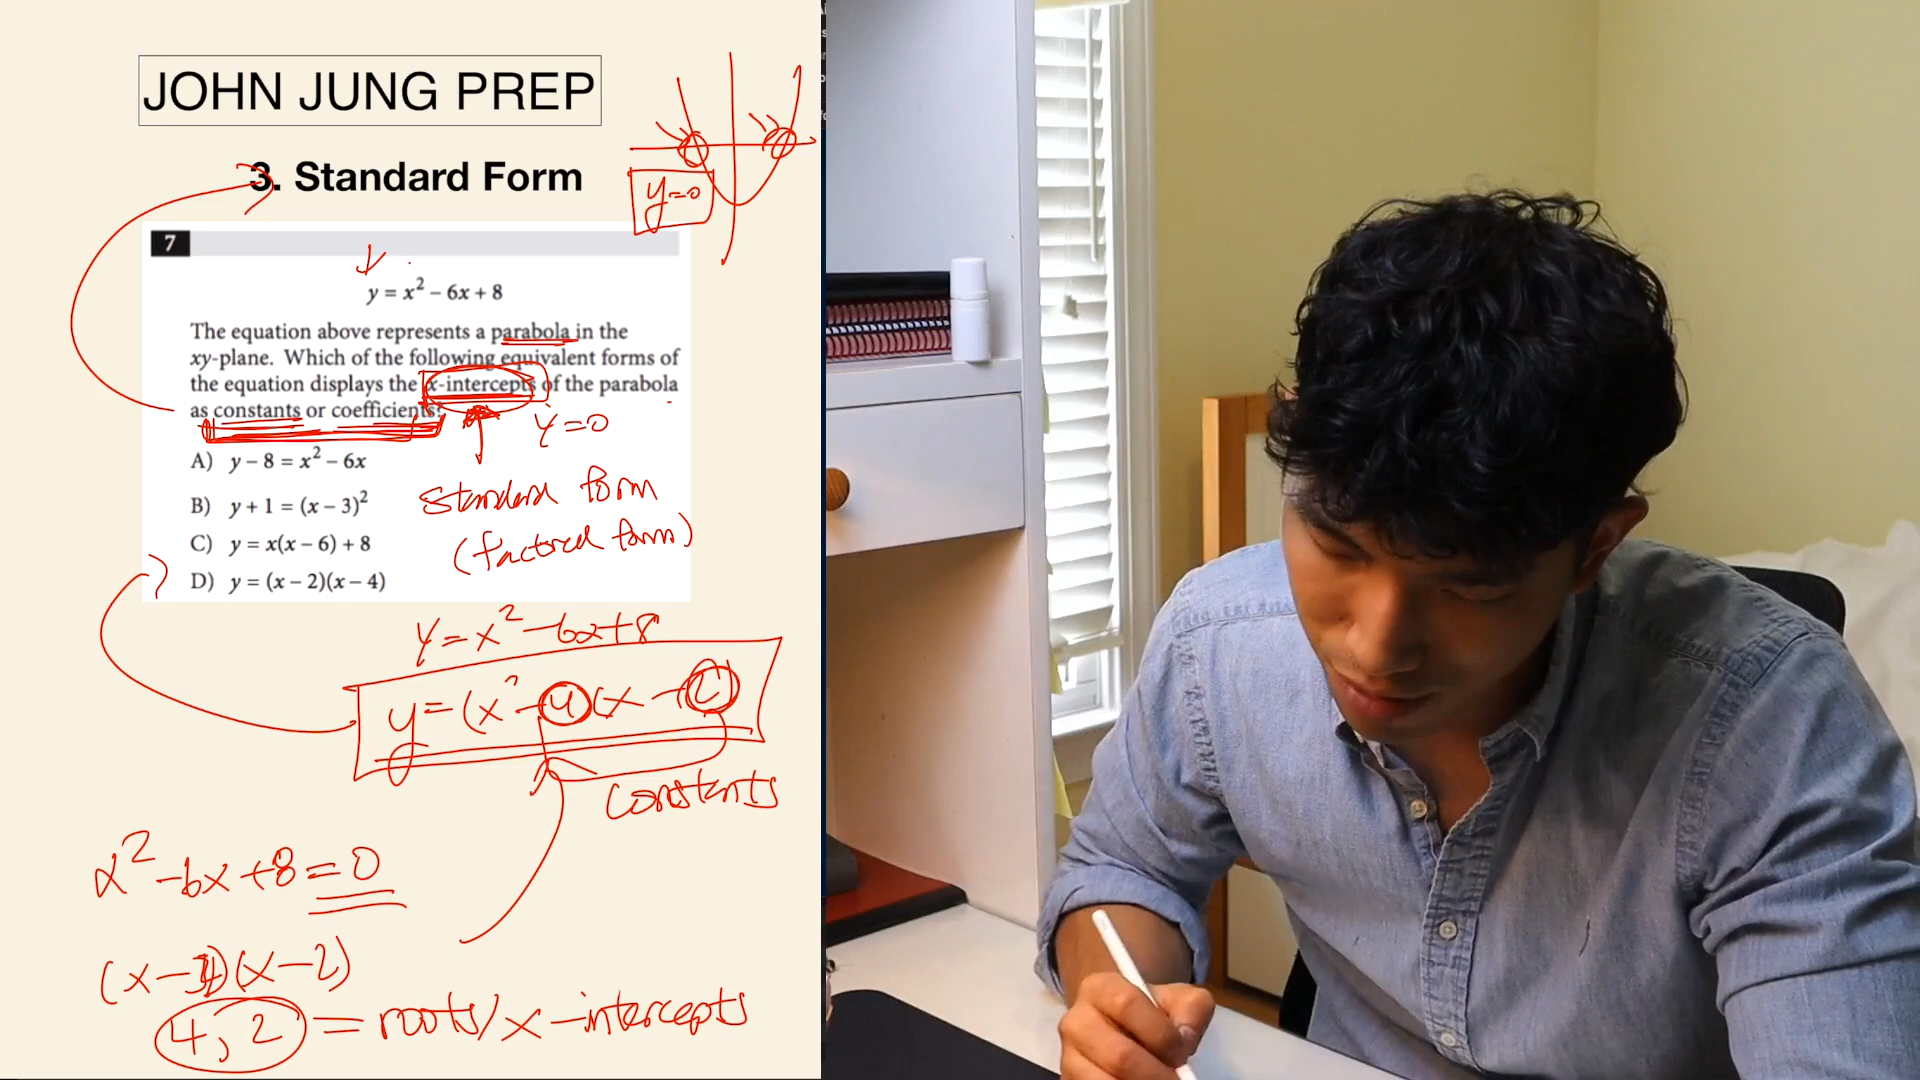 JOHN JUNG PREP
3. Standard Form
y=0
7
y = x² − 6x + 8
The equation above represents a parabola in the
xy-plane. Which of the following equivalent forms of
the equation displays the x-intercepts of the parabola
as constants or coefficients?
y=0
A) y − 8 = x² − 6x
B) y + 1 = (x − 3)²
C) y = x(x − 6) + 8
D) y = (x − 2)(x − 4)
standard form
(factored form)
y=x²-6x+8
y=(x²-4)(x-2)
constants
x²-6x+8=0
(x-4)(x-2)
4, 2 = roots/x-intercepts